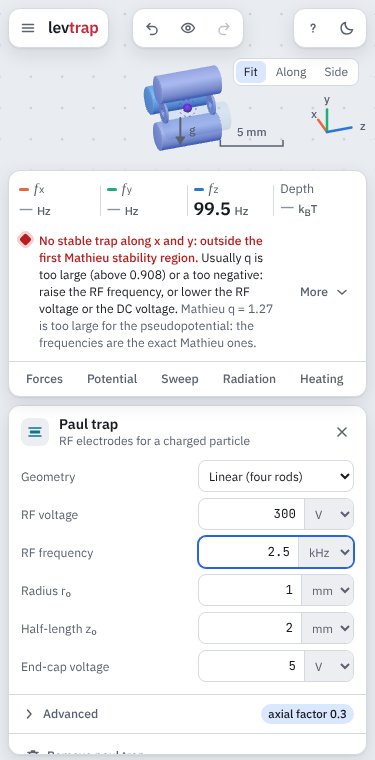 levtrap
?
Fit Along Side
g
5 mm
y
x
z
fx
— Hz
fy
— Hz
fz
99.5 Hz
Depth
— kBT
No stable trap along x and y: outside the
first Mathieu stability region. Usually q is
too large (above 0.908) or a too negative:
raise the RF frequency, or lower the RF
voltage or the DC voltage. Mathieu q = 1.27
is too large for the pseudopotential: the
frequencies are the exact Mathieu ones.
More
Forces Potential Sweep Radiation Heating
Paul trap
RF electrodes for a charged particle
Geometry Linear (four rods)
RF voltage 300 V
RF frequency 2.5 kHz
Radius r₀ 1 mm
Half-length z₀ 2 mm
End-cap voltage 5 V
Advanced axial factor 0.3